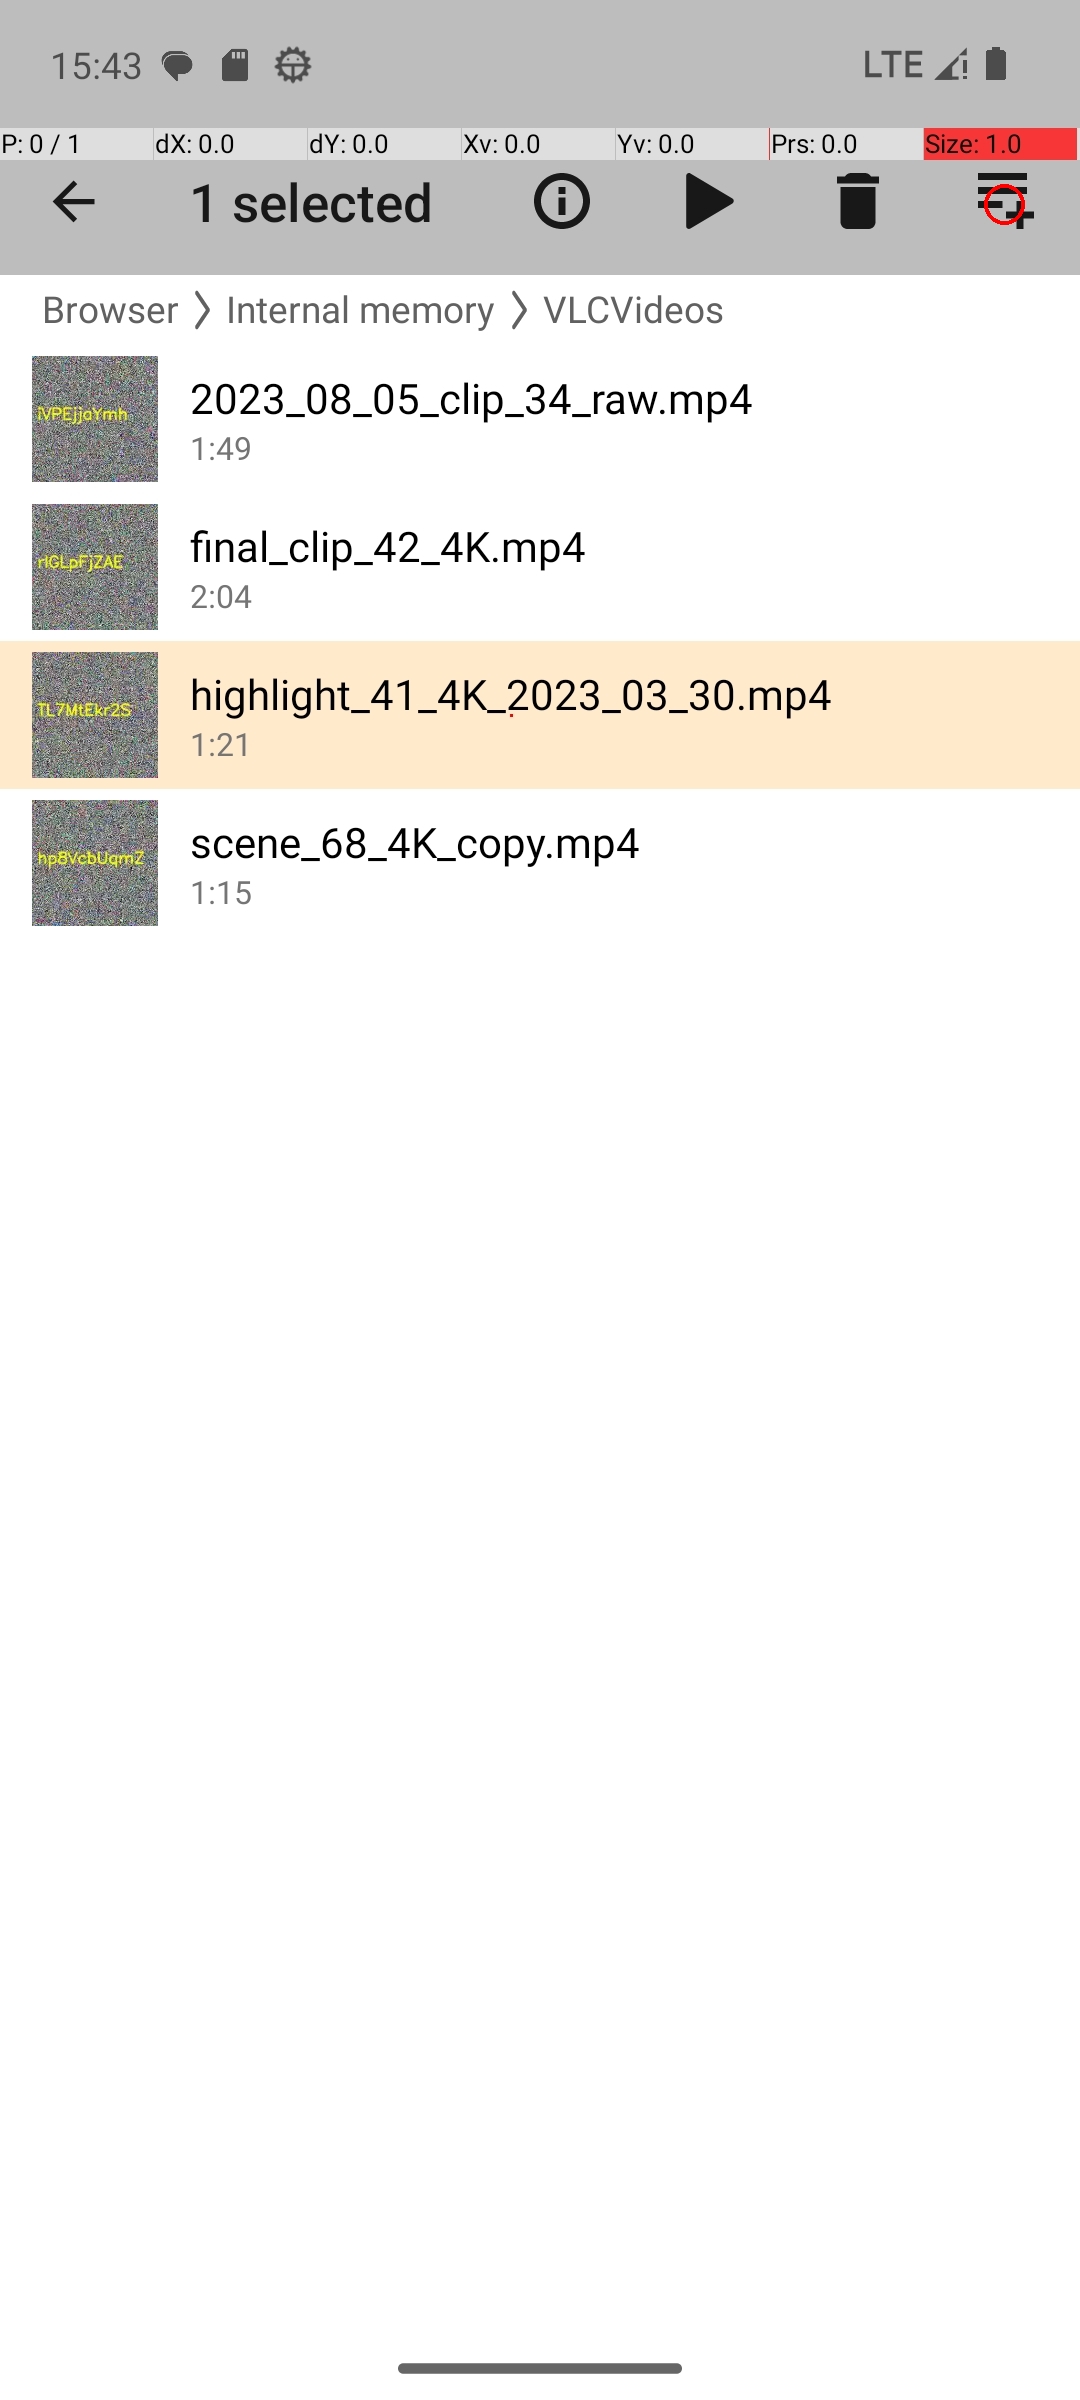 15:43
LTE
P: 0 / 1 dX: 0.0 dY: 0.0 Xv: 0.0 Yv: 0.0 Prs: 0.0 Size: 1.0
1 selected
Browser Internal memory VLCVideos
2023_08_05_clip_34_raw.mp4
1:49
final_clip_42_4K.mp4
2:04
rIGLpFjZAE
highlight_41_4K_2023_03_30.mp4
1:21
TL7MtEkr2S
scene_68_4K_copy.mp4
1:15
hp8VcbUqmZ